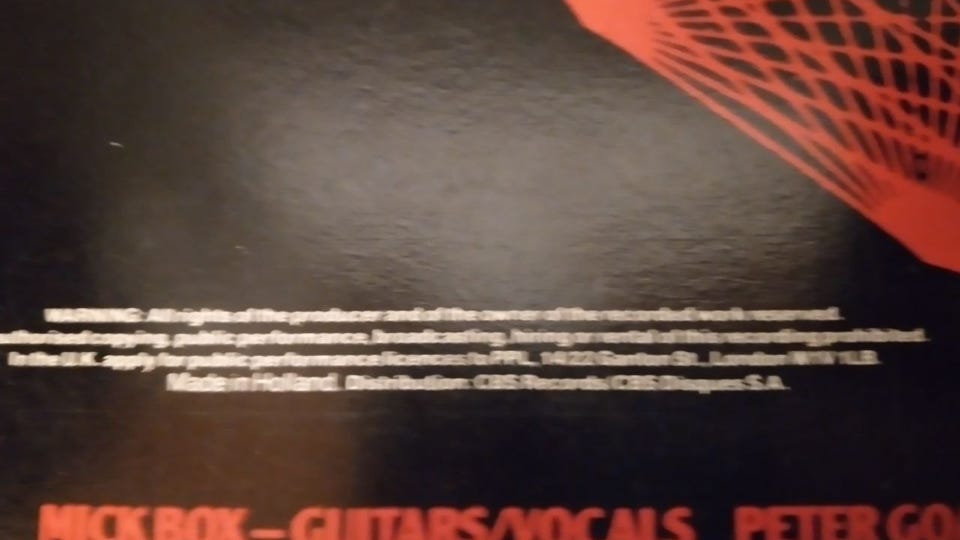 WARNING: All rights of the producer and of the owner of the recorded work reserved.
copying, public performance, broadcasting, hiring or rental of this recording prohibited.
In the U.K. apply for public performance licences to PPL, 14/22 Ganton St., London W1V 1LB.
Made in Holland. Distribution: CBS Records/CBS Disques S.A.
MICK BOX – GUITARS/VOCALS PETER GO